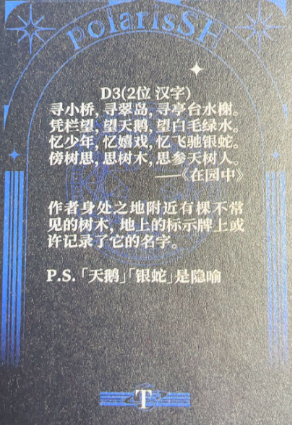 PolarisSH
D3(2位 汉字)
寻小桥，寻翠岛，寻亭台水榭。
凭栏望，望天鹅，望白毛绿水。
忆少年，忆嬉戏，忆飞驰银蛇。
傍树思，思树木，思参天树人。
——《在园中》
作者身处之地附近有棵不常
见的树木，地上的标示牌上或
许记录了它的名字。
P.S.「天鹅」「银蛇」是隐喻
T